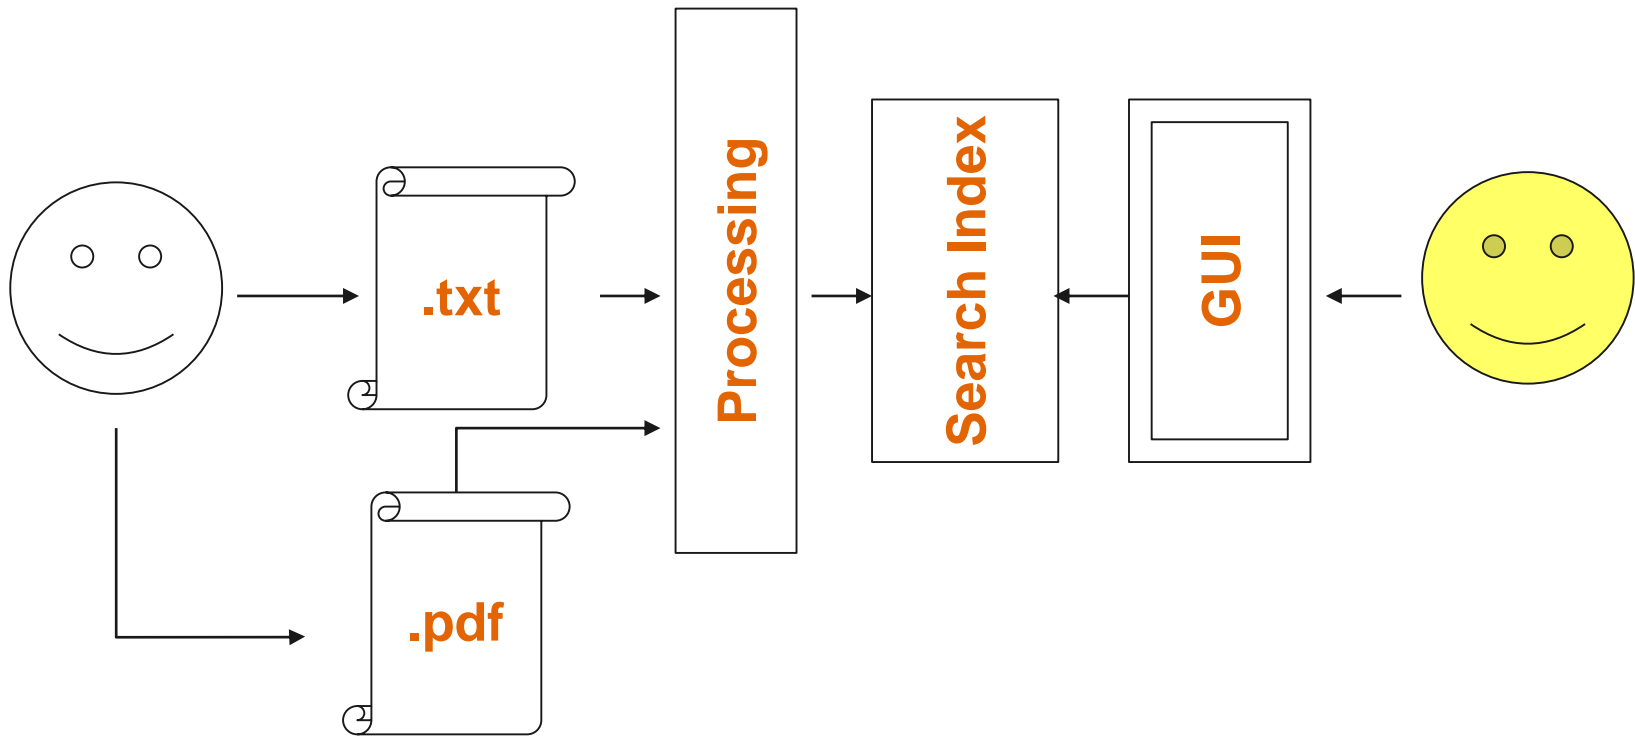 .txt
.pdf
Processing
Search Index
GUI